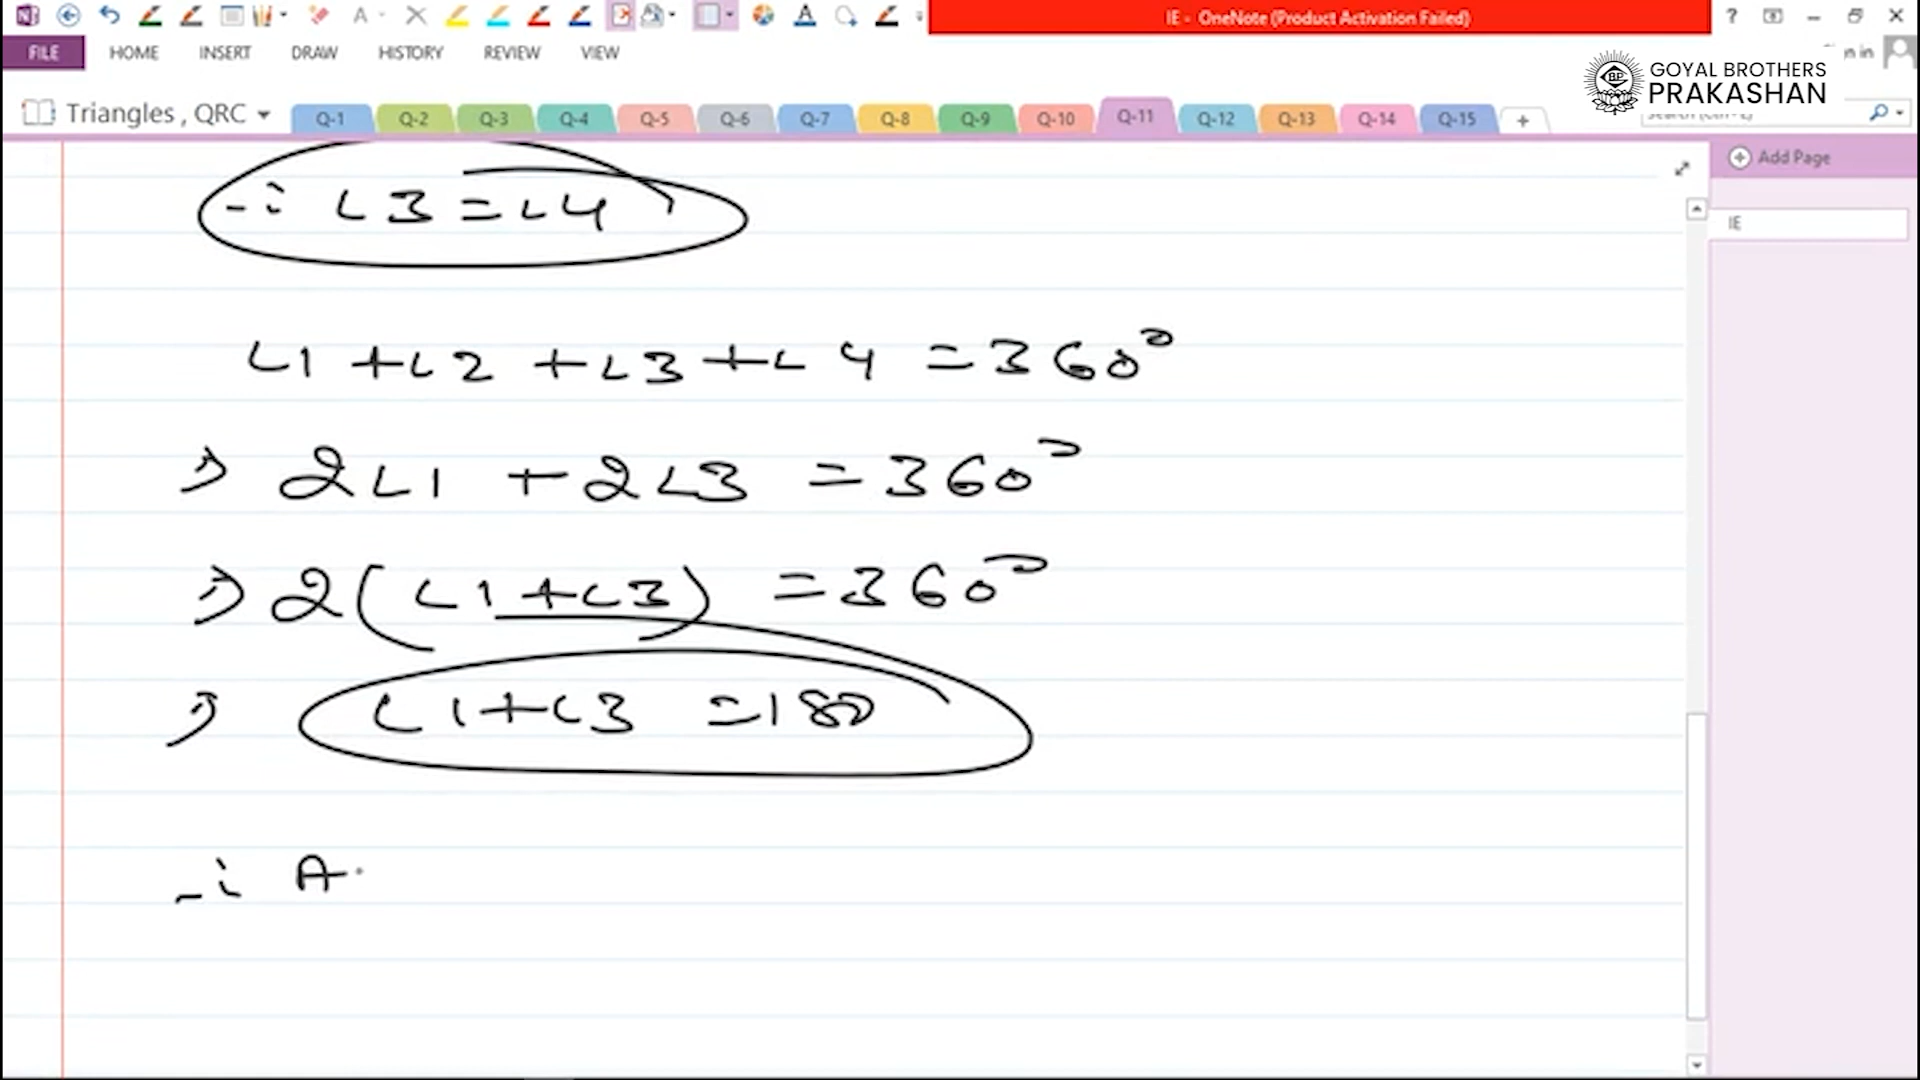 IE - OneNote (Product Activation Failed)
FILE HOME INSERT DRAW HISTORY REVIEW VIEW
n in
GOYAL BROTHERS
PRAKASHAN
Triangles , QRC Q-1 Q-2 Q-3 Q-4 Q-5 Q-6 Q-7 Q-8 Q-9 Q-10 Q-11 Q-12 Q-13 Q-14 Q-15 +
Add Page
IE
∴ ∠3 = ∠4
∠1 + ∠2 + ∠3 + ∠4 = 360°
⇒ 2∠1 + 2∠3 = 360°
⇒ 2(∠1+∠3) = 360°
⇒ ∠1+∠3 = 180
∴ A